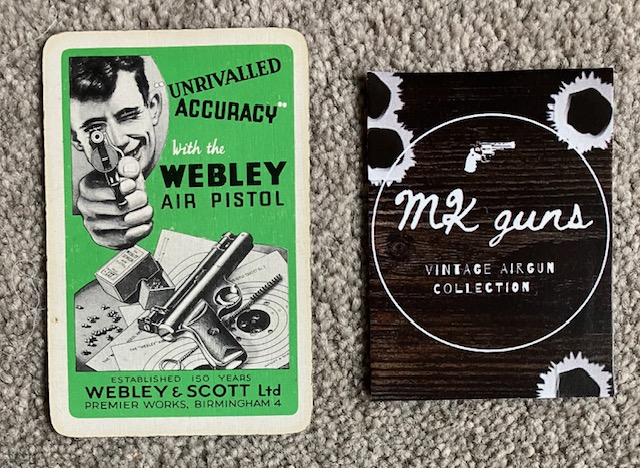 "UNRIVALLED
ACCURACY"
With the
WEBLEY
AIR PISTOL
ESTABLISHED 150 YEARS
WEBLEY & SCOTT Ltd
PREMIER WORKS, BIRMINGHAM 4
MK guns
VINTAGE AIRGUN
COLLECTION